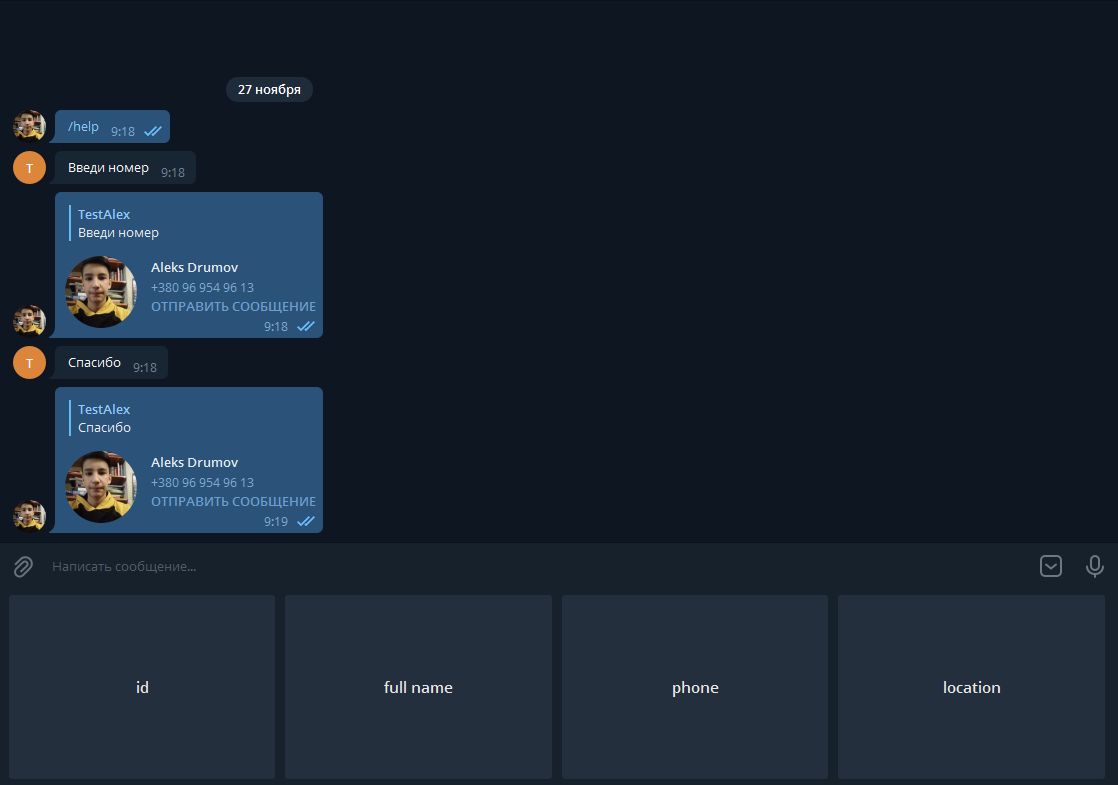 27 ноября
/help 9:18
T
Введи номер 9:18
TestAlex
Введи номер
Aleks Drumov
+380 96 954 96 13
ОТПРАВИТЬ СООБЩЕНИЕ
9:18
T
Спасибо 9:18
TestAlex
Спасибо
Aleks Drumov
+380 96 954 96 13
ОТПРАВИТЬ СООБЩЕНИЕ
9:19
Написать сообщение...
id full name phone location